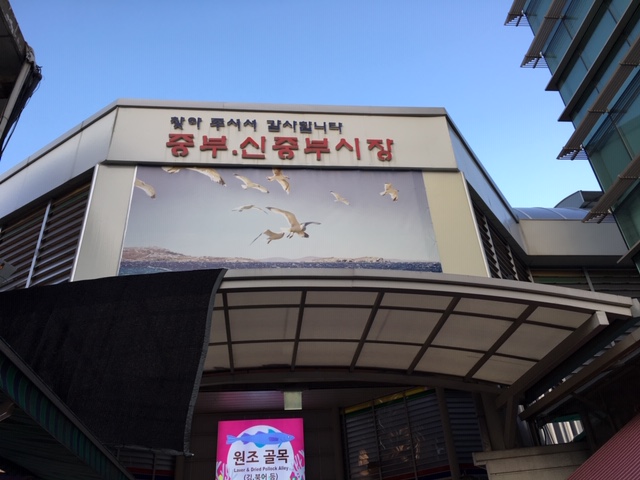 찾아 주셔서 감사합니다
중부.신중부시장
원조 골목
Laver & Dried Pollock Alley
(김,북어 등)